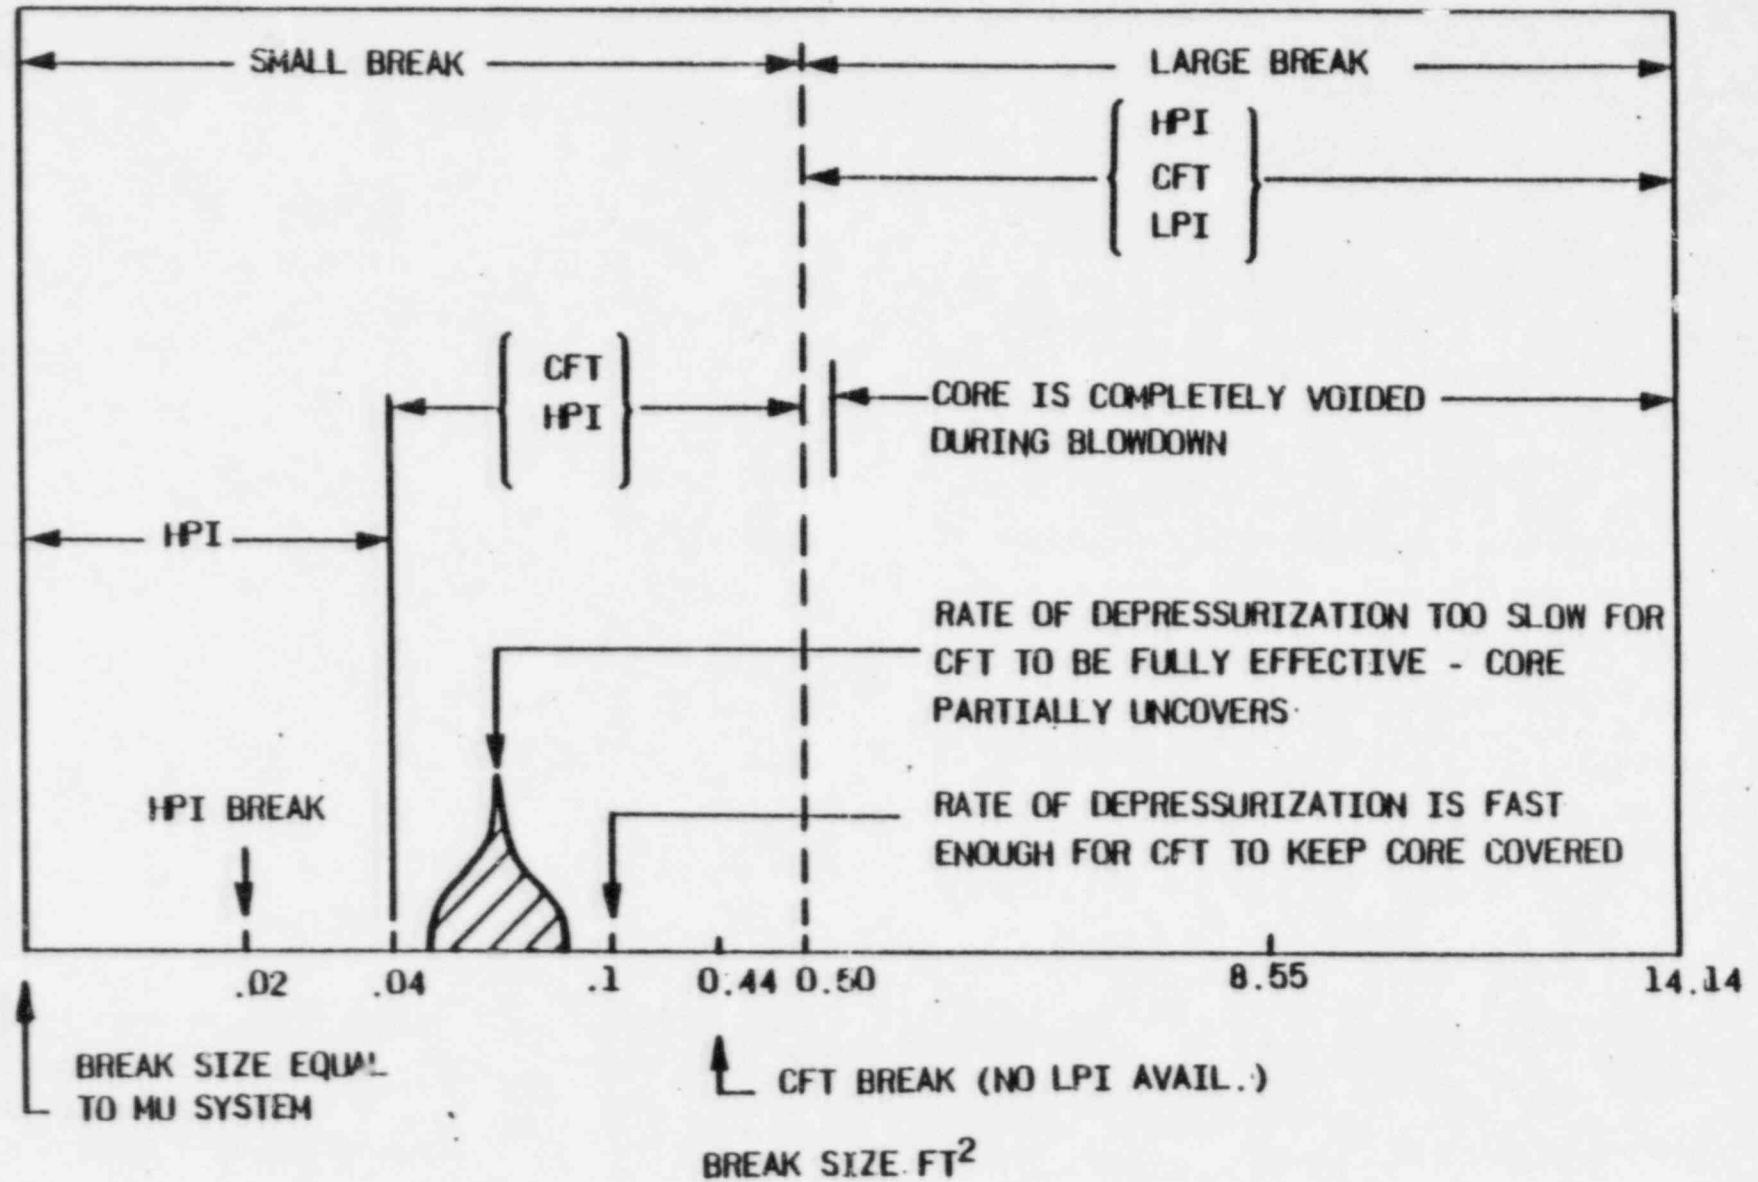 SMALL BREAK
LARGE BREAK
HPI
CFT
LPI
CFT
HPI
CORE IS COMPLETELY VOIDED
DURING BLOWDOWN
HPI
RATE OF DEPRESSURIZATION TOO SLOW FOR
CFT TO BE FULLY EFFECTIVE - CORE
PARTIALLY UNCOVERS
HPI BREAK
RATE OF DEPRESSURIZATION IS FAST
ENOUGH FOR CFT TO KEEP CORE COVERED
.02 .04 .1 0.44 0.50 8.55 14.14
BREAK SIZE EQUAL
TO MU SYSTEM
CFT BREAK (NO LPI AVAIL.)
BREAK SIZE FT²